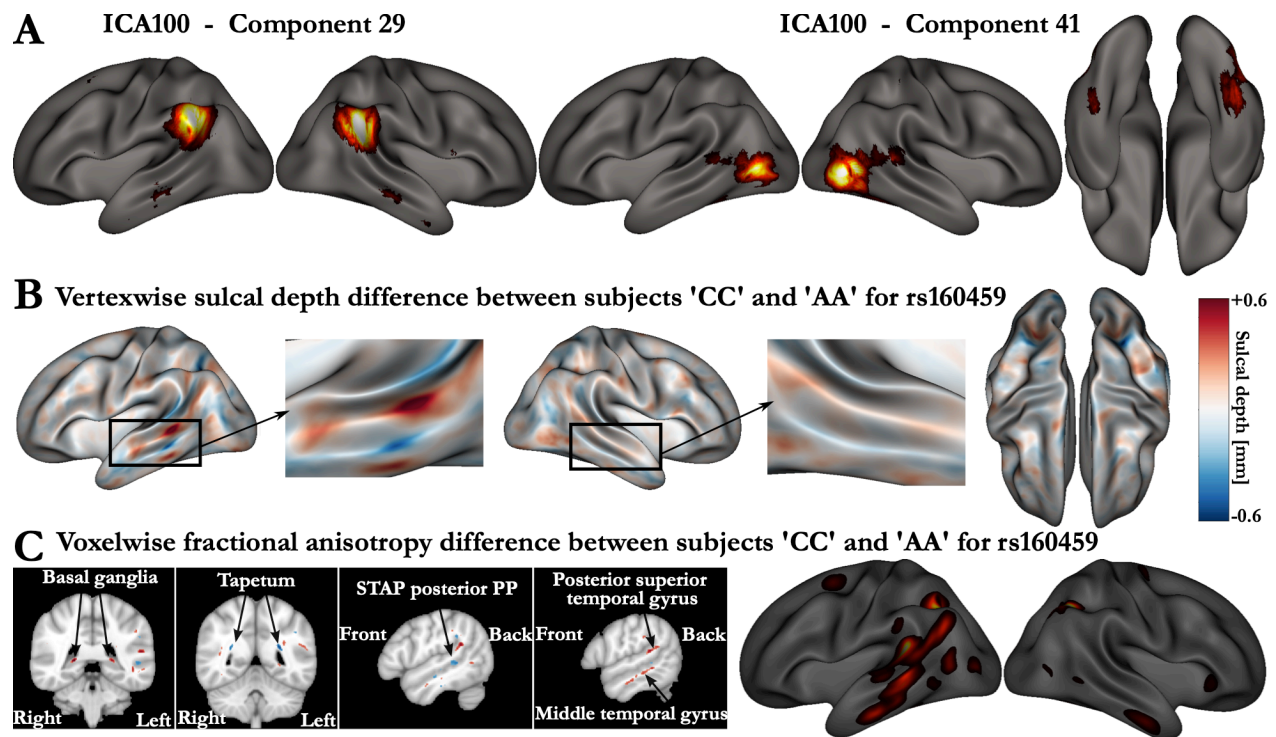 A
ICA100 - Component 29
ICA100 - Component 41
B Vertexwise sulcal depth difference between subjects 'CC' and 'AA' for rs160459
+0.6
Sulcal depth [mm]
-0.6
C Voxelwise fractional anisotropy difference between subjects 'CC' and 'AA' for rs160459
Basal ganglia
Right
Left
Tapetum
Right
Left
STAP posterior PP
Front
Back
Posterior superior
temporal gyrus
Front
Back
Middle temporal gyrus